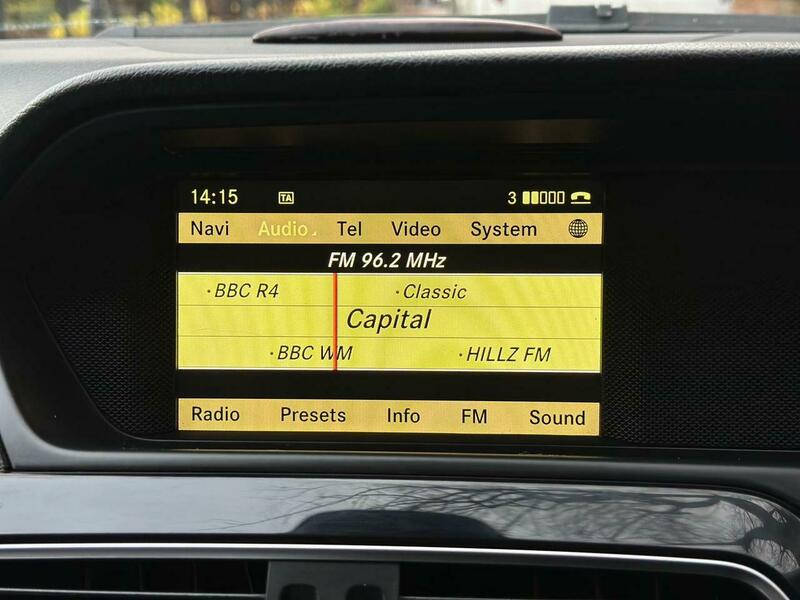 14:15 TA 3
Navi Audio Tel Video System
FM 96.2 MHz
·BBC R4 ·Classic
Capital
·BBC WM ·HILLZ FM
Radio Presets Info FM Sound